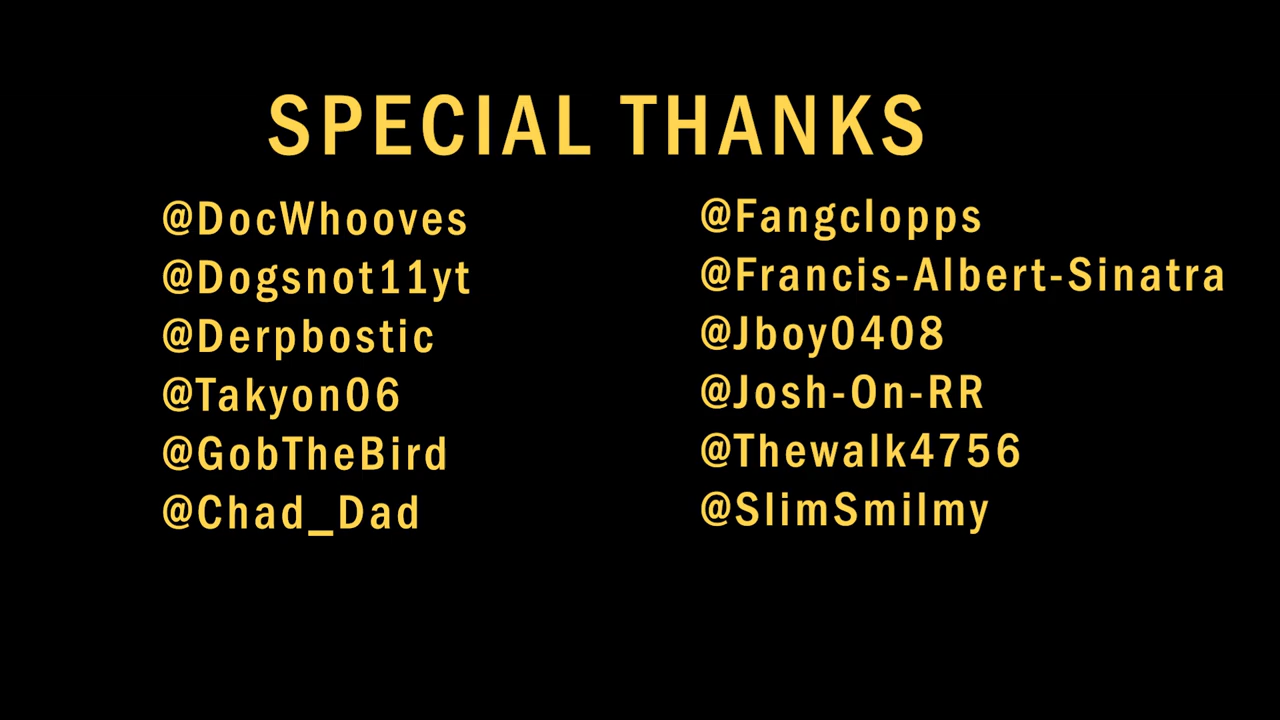 SPECIAL THANKS
@DocWhooves
@Dogsnot11yt
@Derpbostic
@Takyon06
@GobTheBird
@Chad_Dad
@Fangclopps
@Francis-Albert-Sinatra
@Jboy0408
@Josh-On-RR
@Thewalk4756
@SlimSmilmy